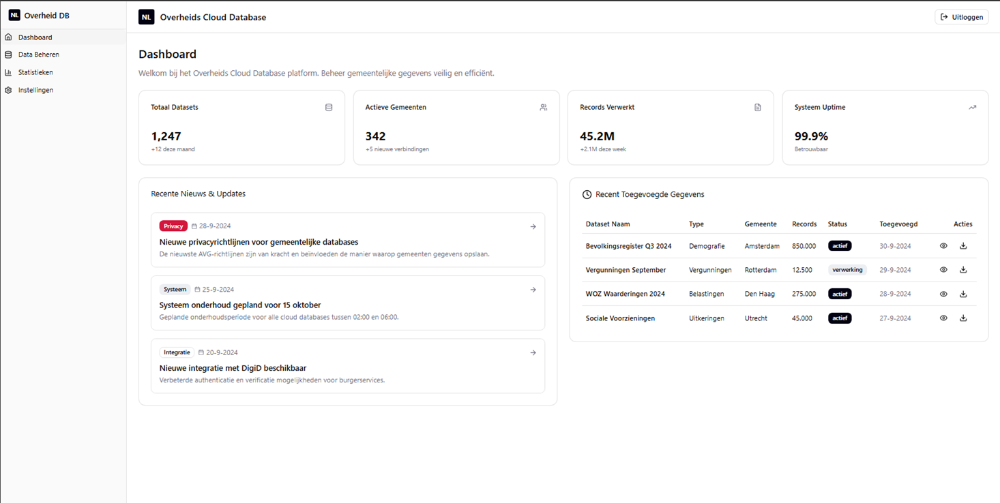 NL Overheid DB
Dashboard
Data Beheren
Statistieken
Instellingen
NL Overheids Cloud Database
Uitloggen
Dashboard
Welkom bij het Overheids Cloud Database platform. Beheer gemeentelijke gegevens veilig en efficiënt.
Totaal Datasets
1,247
+12 deze maand
Actieve Gemeenten
342
+5 nieuwe verbindingen
Records Verwerkt
45.2M
+2.1M deze week
Systeem Uptime
99.9%
Betrouwbaar
Recente Nieuws & Updates
Privacy 28-9-2024
Nieuwe privacyrichtlijnen voor gemeentelijke databases
De nieuwste AVG-richtlijnen zijn van kracht en beïnvloeden de manier waarop gemeenten gegevens opslaan.
Systeem 25-9-2024
Systeem onderhoud gepland voor 15 oktober
Geplande onderhoudsperiode voor alle cloud databases tussen 02:00 en 06:00.
Integratie 20-9-2024
Nieuwe integratie met DigiD beschikbaar
Verbeterde authenticatie en verificatie mogelijkheden voor burgerservices.
Recent Toegevoegde Gegevens
Dataset Naam Type Gemeente Records Status Toegevoegd Acties
Bevolkingsregister Q3 2024 Demografie Amsterdam 850.000 actief 30-9-2024
Vergunningen September Vergunningen Rotterdam 12.500 verwerking 29-9-2024
WOZ Waarderingen 2024 Belastingen Den Haag 275.000 actief 28-9-2024
Sociale Voorzieningen Uitkeringen Utrecht 45.000 actief 27-9-2024